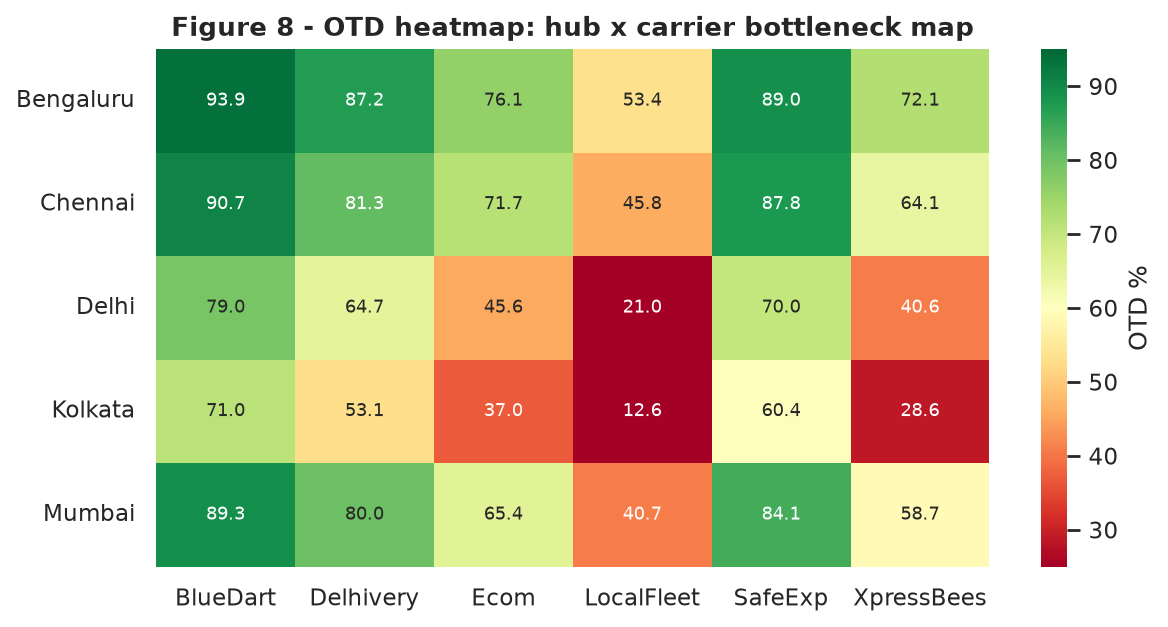 Figure 8 - OTD heatmap: hub x carrier bottleneck map
Bengaluru 93.9 87.2 76.1 53.4 89.0 72.1
Chennai 90.7 81.3 71.7 45.8 87.8 64.1
Delhi 79.0 64.7 45.6 21.0 70.0 40.6
Kolkata 71.0 53.1 37.0 12.6 60.4 28.6
Mumbai 89.3 80.0 65.4 40.7 84.1 58.7
BlueDart Delhivery Ecom LocalFleet SafeExp XpressBees
90
80
70
60
50
40
30
OTD %